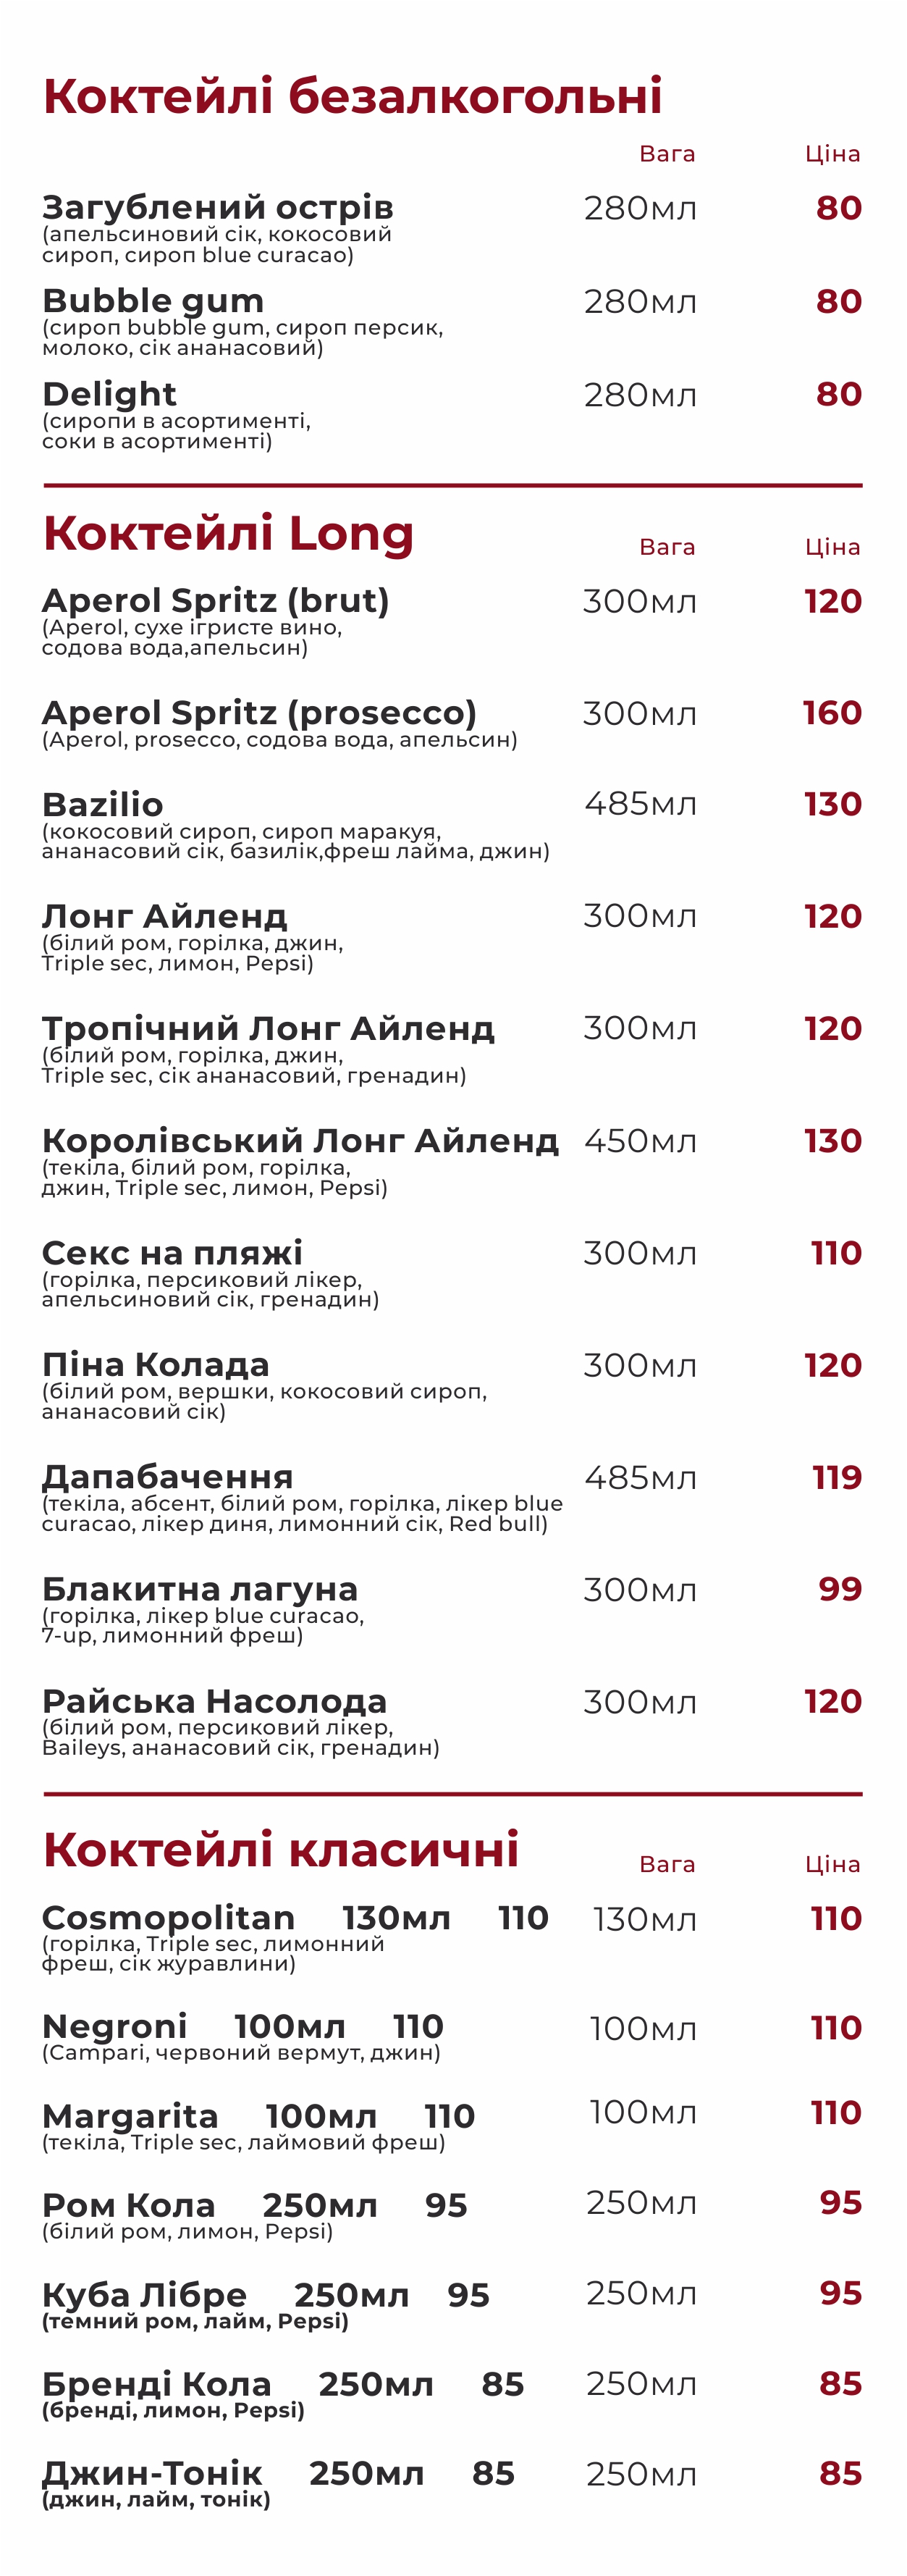 Коктейлі безалкогольні
Вага Ціна
Загублений острів 280мл 80
(апельсиновий сік, кокосовий
сироп, сироп blue curacao)
Bubble gum 280мл 80
(сироп bubble gum, сироп персик,
молоко, сік ананасовий)
Delight 280мл 80
(сиропи в асортименті,
соки в асортименті)
Коктейлі Long Вага Ціна
Aperol Spritz (brut) 300мл 120
(Aperol, сухе ігристе вино,
содова вода,апельсин)
Aperol Spritz (prosecco) 300мл 160
(Aperol, prosecco, содова вода, апельсин)
Bazilio 485мл 130
(кокосовий сироп, сироп маракуя,
ананасовий сік, базилік,фреш лайма, джин)
Лонг Айленд 300мл 120
(білий ром, горілка, джин,
Triple sec, лимон, Pepsi)
Тропічний Лонг Айленд 300мл 120
(білий ром, горілка, джин,
Triple sec, сік ананасовий, гренадин)
Королівський Лонг Айленд 450мл 130
(текіла, білий ром, горілка,
джин, Triple sec, лимон, Pepsi)
Секс на пляжі 300мл 110
(горілка, персиковий лікер,
апельсиновий сік, гренадин)
Піна Колада 300мл 120
(білий ром, вершки, кокосовий сироп,
ананасовий сік)
Дапабачення 485мл 119
(текіла, абсент, білий ром, горілка, лікер blue
curacao, лікер диня, лимонний сік, Red bull)
Блакитна лагуна 300мл 99
(горілка, лікер blue curacao,
7-up, лимонний фреш)
Райська Насолода 300мл 120
(білий ром, персиковий лікер,
Baileys, ананасовий сік, гренадин)
Коктейлі класичні Вага Ціна
Cosmopolitan 130мл 110 130мл 110
(горілка, Triple sec, лимонний
фреш, сік журавлини)
Negroni 100мл 110 100мл 110
(Campari, червоний вермут, джин)
Margarita 100мл 110 100мл 110
(текіла, Triple sec, лаймовий фреш)
Ром Кола 250мл 95 250мл 95
(білий ром, лимон, Pepsi)
Куба Лібре 250мл 95 250мл 95
(темний ром, лайм, Pepsi)
Бренді Кола 250мл 85 250мл 85
(бренді, лимон, Pepsi)
Джин-Тонік 250мл 85 250мл 85
(джин, лайм, тонік)